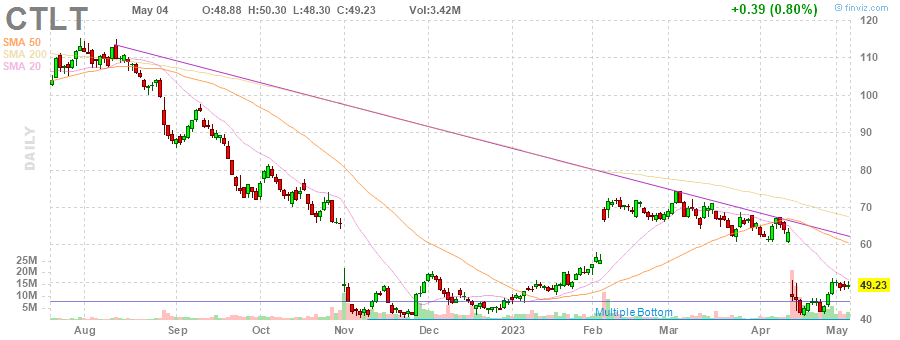 CTLT May 04 O:48.88 H:50.30 L:48.30 C:49.23 Vol:3.42M +0.39 (0.80%) © finviz.com
SMA 50
SMA 200
SMA 20
DAILY
120
110
100
90
80
70
60
49.23
40
25M
20M
15M
10M
5M
Multiple Bottom
Aug Sep Oct Nov Dec 2023 Feb Mar Apr May